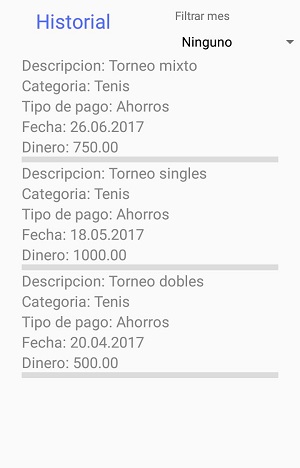 Historial
Filtrar mes
Ninguno
Descripcion: Torneo mixto
Categoria: Tenis
Tipo de pago: Ahorros
Fecha: 26.06.2017
Dinero: 750.00
Descripcion: Torneo singles
Categoria: Tenis
Tipo de pago: Ahorros
Fecha: 18.05.2017
Dinero: 1000.00
Descripcion: Torneo dobles
Categoria: Tenis
Tipo de pago: Ahorros
Fecha: 20.04.2017
Dinero: 500.00